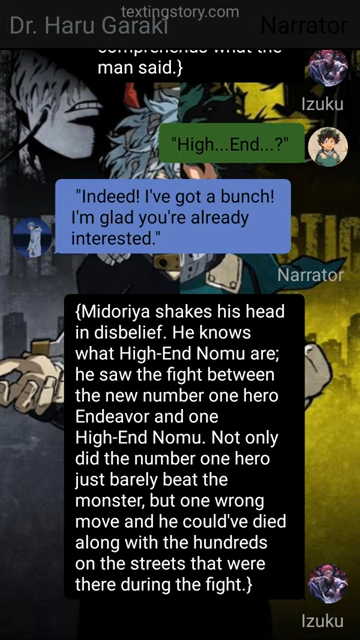 textingstory.com
Dr. Haru Garaki Narrator
comprehends what the
man said.}
Izuku
"High...End...?"
"Indeed! I've got a bunch!
I'm glad you're already
interested."
Narrator
{Midoriya shakes his head
in disbelief. He knows
what High-End Nomu are;
he saw the fight between
the new number one hero
Endeavor and one
High-End Nomu. Not only
did the number one hero
just barely beat the
monster, but one wrong
move and he could've died
along with the hundreds
on the streets that were
there during the fight.}
Izuku